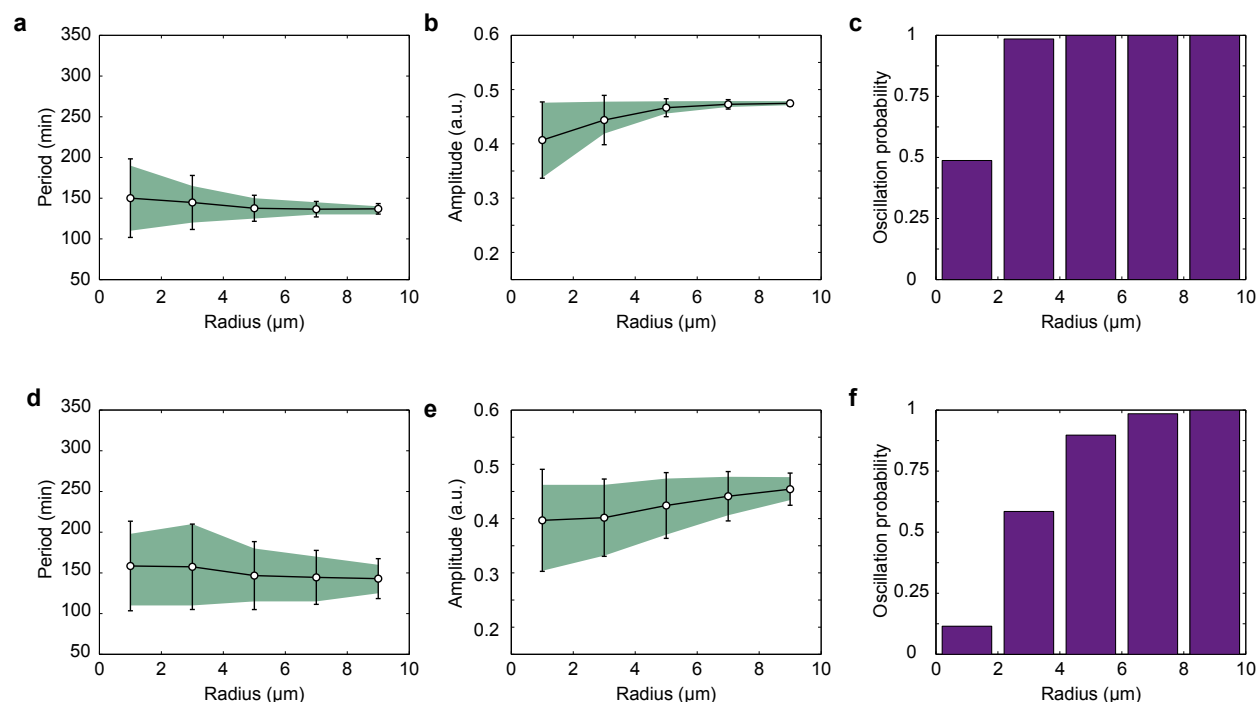 a
350
300
250
200
150
100
50
Period (min)
0 2 4 6 8 10
Radius (µm)
b
0.6
0.5
0.4
0.3
0.2
Amplitude (a.u.)
0 2 4 6 8 10
Radius (µm)
c
1
0.75
0.5
0.25
0
Oscillation probability
0 2 4 6 8 10
Radius (µm)
d
350
300
250
200
150
100
50
Period (min)
0 2 4 6 8 10
Radius (µm)
e
0.6
0.5
0.4
0.3
0.2
Amplitude (a.u.)
0 2 4 6 8 10
Radius (µm)
f
1
0.75
0.5
0.25
0
Oscillation probability
0 2 4 6 8 10
Radius (µm)